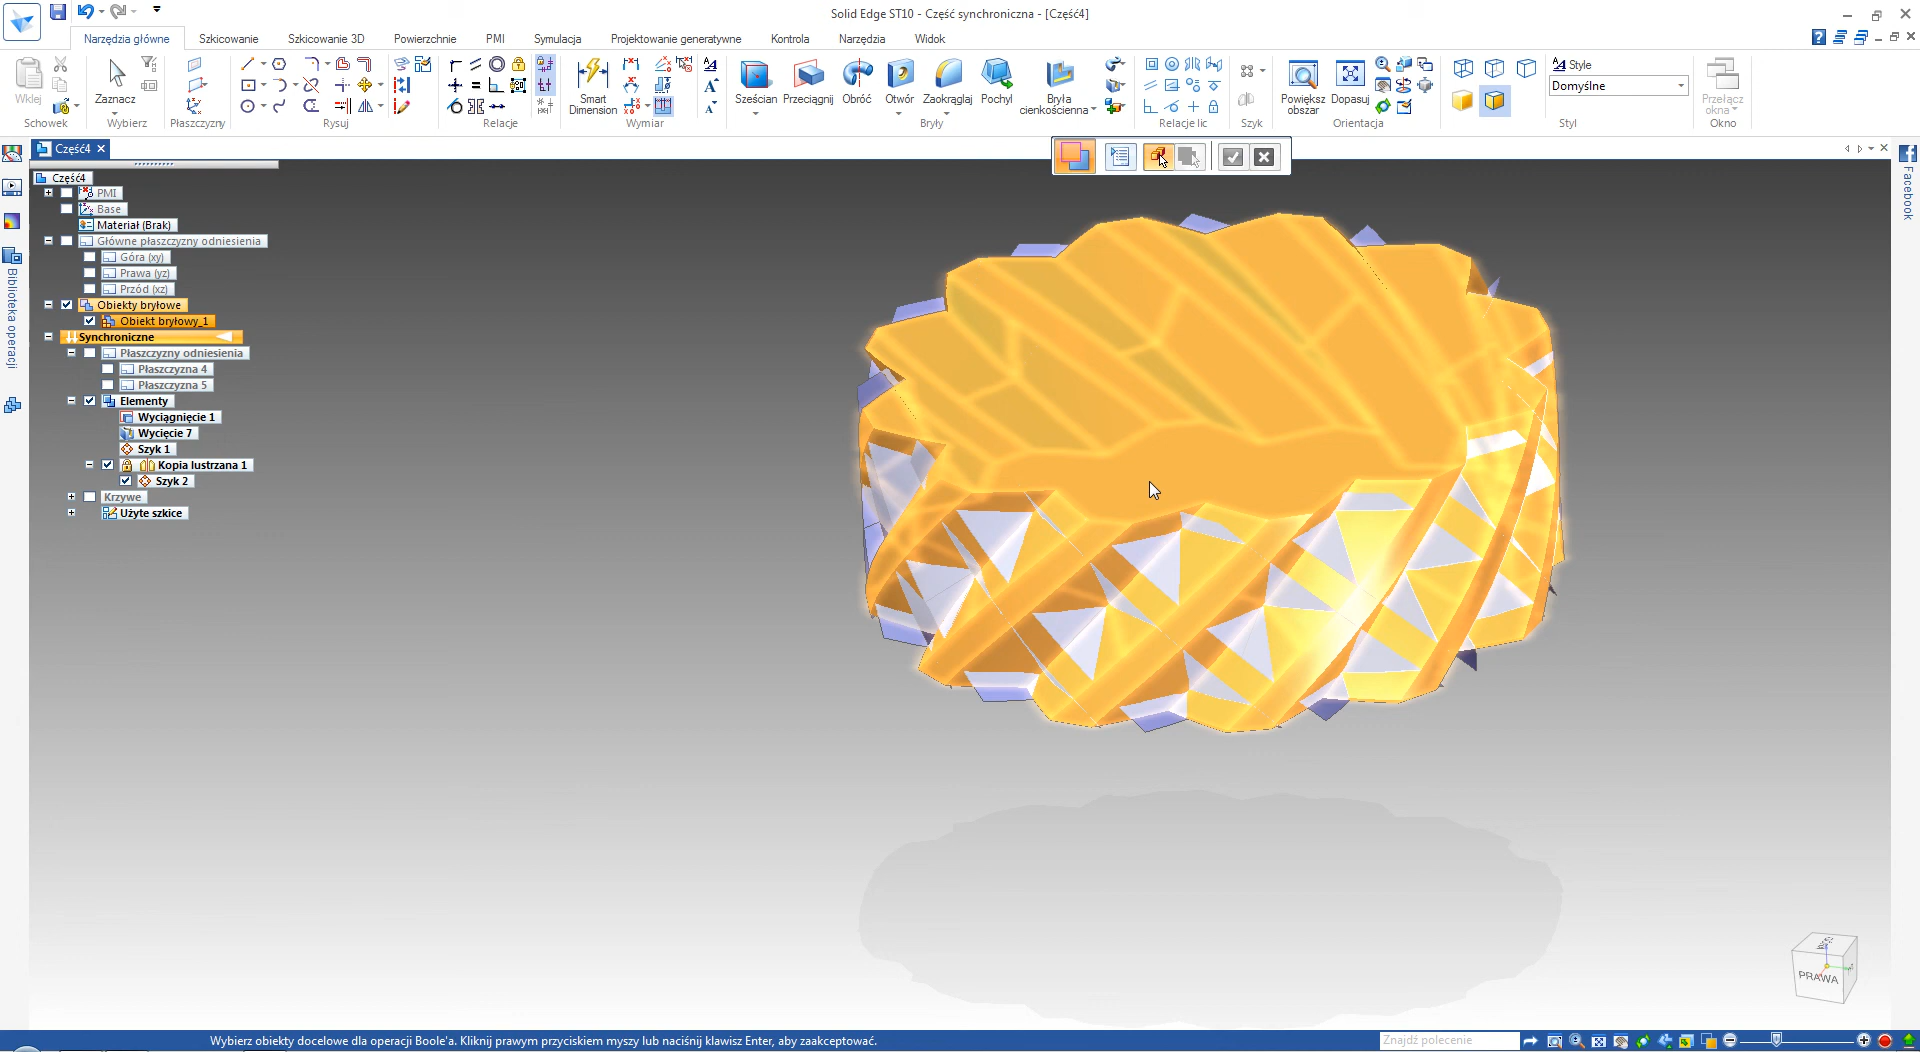 Solid Edge ST10 - Część synchroniczna - [Część4]
Narzędzia główne
Szkicowanie
Szkicowanie 3D
Powierzchnie
PMI
Symulacja
Projektowanie generatywne
Kontrola
Narzędzia
Widok
Wklej
Zaznacz
Smart Dimension
Sześcian
Przeciągnij
Obróć
Otwór
Zaokrąglaj
Pochyl
Bryła cienkościenna
Powiększ obszar
Dopasuj
Style
Domyślne
Przełącz okna
Schowek
Wybierz
Płaszczyzny
Rysuj
Relacje
Wymiar
Bryły
Relacje lic
Szyk
Orientacja
Styl
Okno
Część4
Część4
PMI
Base
Materiał (Brak)
Główne płaszczyzny odniesienia
Góra (xy)
Prawa (yz)
Przód (xz)
Obiekty bryłowe
Obiekt bryłowy_1
Synchroniczne
Płaszczyzny odniesienia
Płaszczyzna 4
Płaszczyzna 5
Elementy
Wyciągnięcie 1
Wycięcie 7
Szyk 1
Kopia lustrzana 1
Szyk 2
Krzywe
Użyte szkice
Biblioteka operacji
Facebook
PRAWA
Wybierz obiekty docelowe dla operacji Boole'a. Kliknij prawym przyciskiem myszy lub naciśnij klawisz Enter, aby zaakceptować.
Znajdź polecenie